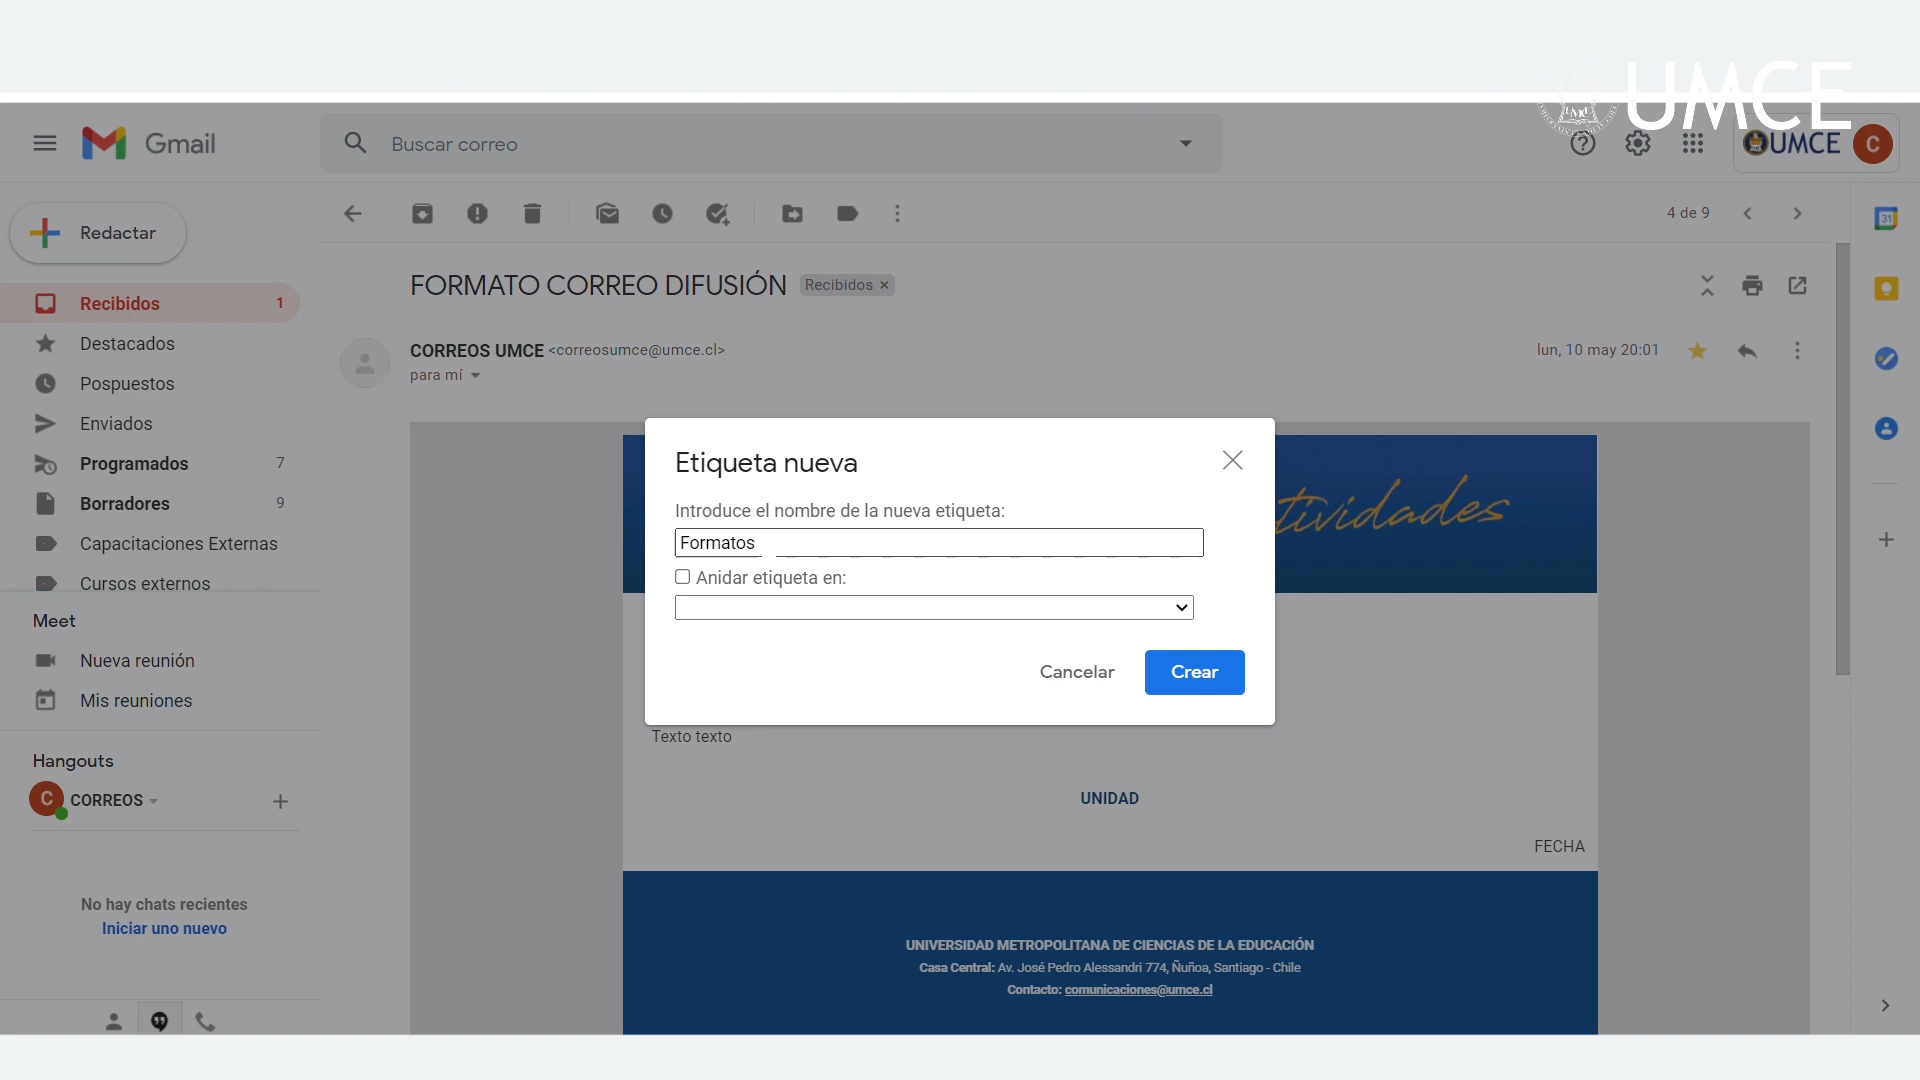 UMCE
Gmail
Buscar correo
UMCE
C
Redactar
4 de 9
31
FORMATO CORREO DIFUSIÓN
Recibidos ×
Recibidos 1
Destacados
Pospuestos
Enviados
Programados 7
Borradores 9
Capacitaciones Externas
Cursos externos
CORREOS UMCE <correosumce@umce.cl>
lun, 10 may 20:01
para mí
Etiqueta nueva
Introduce el nombre de la nueva etiqueta:
Formatos
Anidar etiqueta en:
Cancelar
Crear
tividades
Meet
Nueva reunión
Mis reuniones
Hangouts
C
CORREOS
No hay chats recientes
Iniciar uno nuevo
Texto texto
UNIDAD
FECHA
UNIVERSIDAD METROPOLITANA DE CIENCIAS DE LA EDUCACIÓN
Casa Central: Av. José Pedro Alessandri 774, Ñuñoa, Santiago - Chile
Contacto: comunicaciones@umce.cl